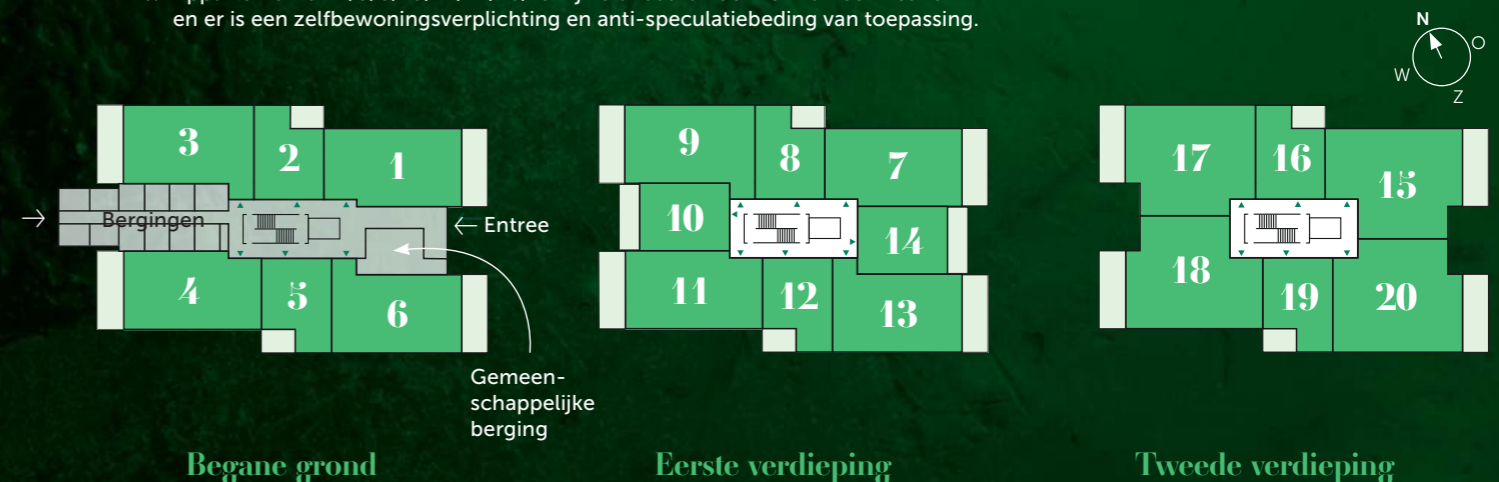 en er is een zelfbewoningsverplichting en anti-speculatiebeding van toepassing.
N
O
W
Z
3
2
1
Bergingen
Entree
4
5
6
Gemeen-
schappelijke
berging
Begane grond
9
8
7
10
14
11
12
13
Eerste verdieping
17
16
15
18
19
20
Tweede verdieping